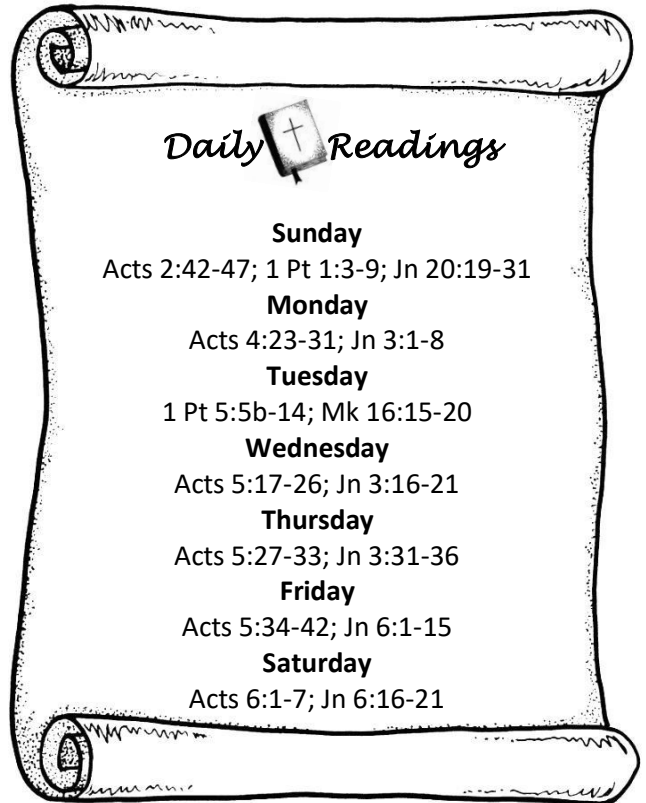 Daily Readings
Sunday
Acts 2:42-47; 1 Pt 1:3-9; Jn 20:19-31
Monday
Acts 4:23-31; Jn 3:1-8
Tuesday
1 Pt 5:5b-14; Mk 16:15-20
Wednesday
Acts 5:17-26; Jn 3:16-21
Thursday
Acts 5:27-33; Jn 3:31-36
Friday
Acts 5:34-42; Jn 6:1-15
Saturday
Acts 6:1-7; Jn 6:16-21